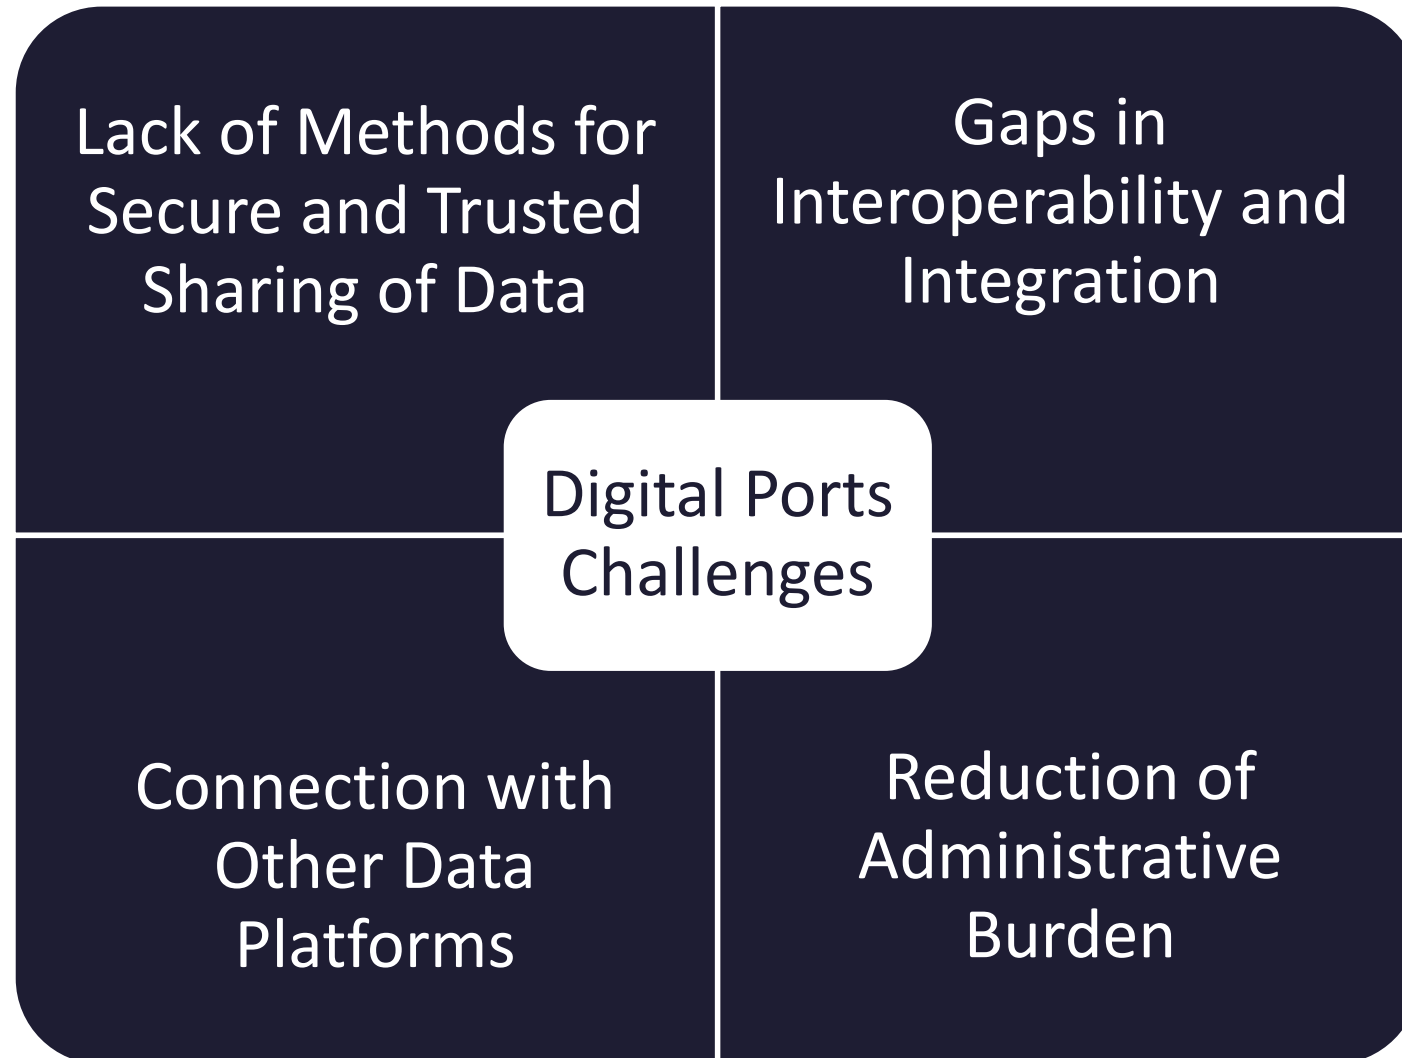 Lack of Methods for
Secure and Trusted
Sharing of Data
Gaps in
Interoperability and
Integration
Digital Ports
Challenges
Connection with
Other Data
Platforms
Reduction of
Administrative
Burden